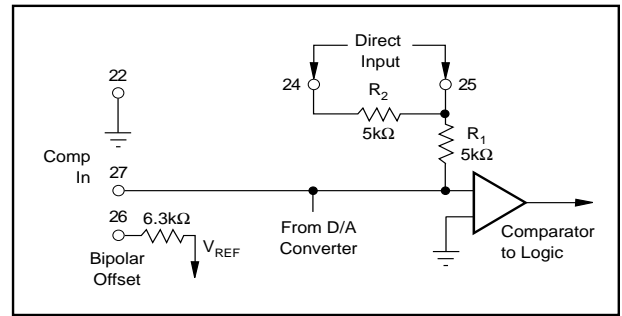 Direct
Input
22
24
R2
25
5kΩ
R1
5kΩ
Comp
In
27
26
6.3kΩ
VREF
Bipolar
Offset
From D/A
Converter
Comparator
to Logic